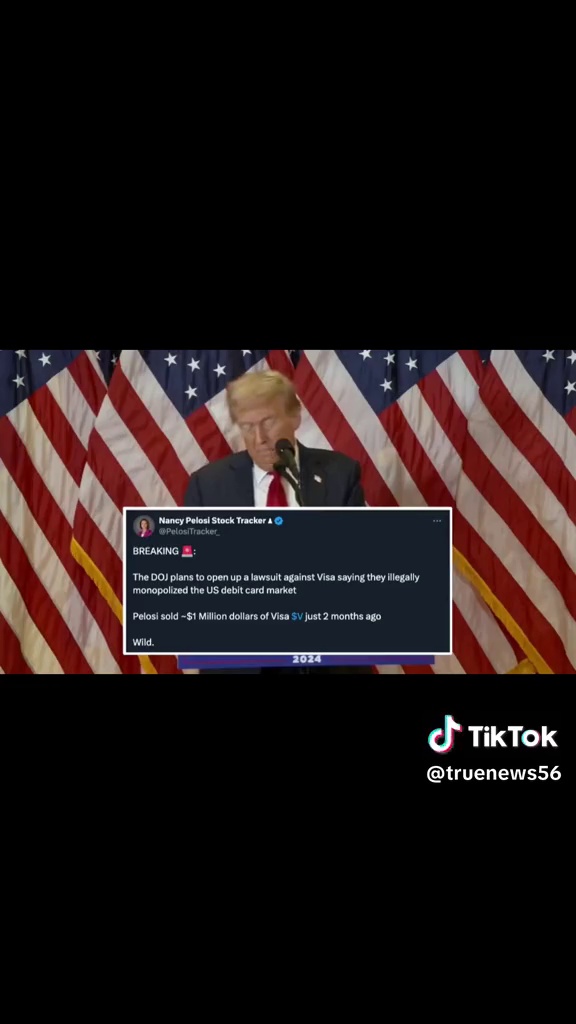 Nancy Pelosi Stock Tracker ♟
@PelosiTracker_
BREAKING 🚨:
The DOJ plans to open up a lawsuit against Visa saying they illegally
monopolized the US debit card market
Pelosi sold ~$1 Million dollars of Visa $V just 2 months ago
Wild.
2024
TikTok
@truenews56